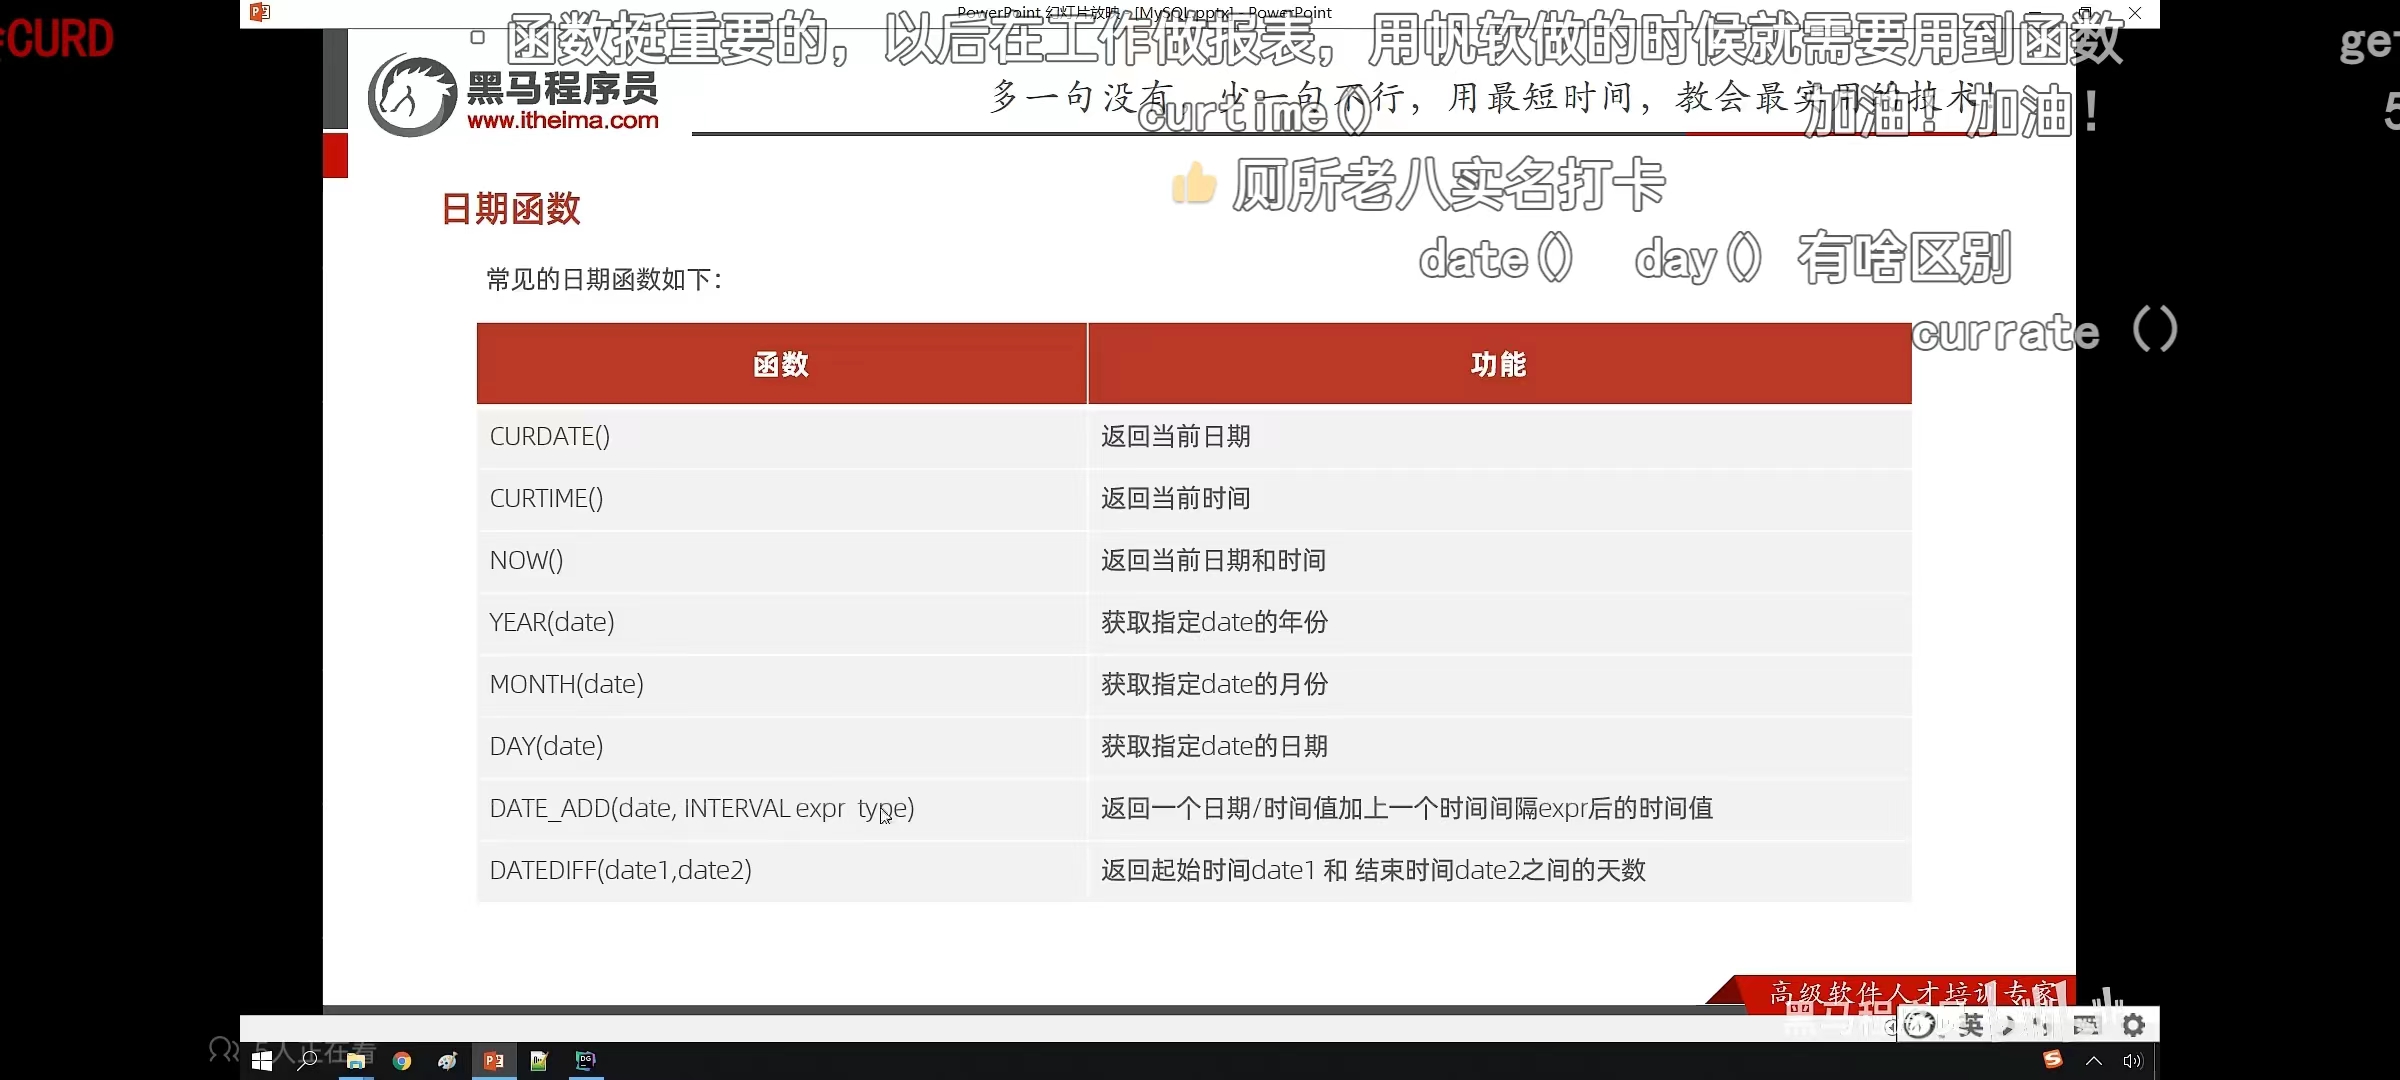 PowerPoint 幻灯片放映 - [MySQL.pptx] - PowerPoint
CURD
· 函数挺重要的，以后在工作做报表，用帆软做的时候就需要用到函数
get
黑马程序员
www.itheima.com
多一句没有，少一句不行，用最短时间，教会最实用的技术！
curtime（）
加油！加油！
5
👍厕所老八实名打卡
日期函数
date（） day（）有啥区别
常见的日期函数如下：
currate（）
函数 功能
CURDATE() 返回当前日期
CURTIME() 返回当前时间
NOW() 返回当前日期和时间
YEAR(date) 获取指定date的年份
MONTH(date) 获取指定date的月份
DAY(date) 获取指定date的日期
DATE_ADD(date, INTERVAL expr type) 返回一个日期/时间值加上一个时间间隔expr后的时间值
DATEDIFF(date1,date2) 返回起始时间date1 和 结束时间date2之间的天数
高级软件人才培训专家
黑马程序员
英
5人正在看